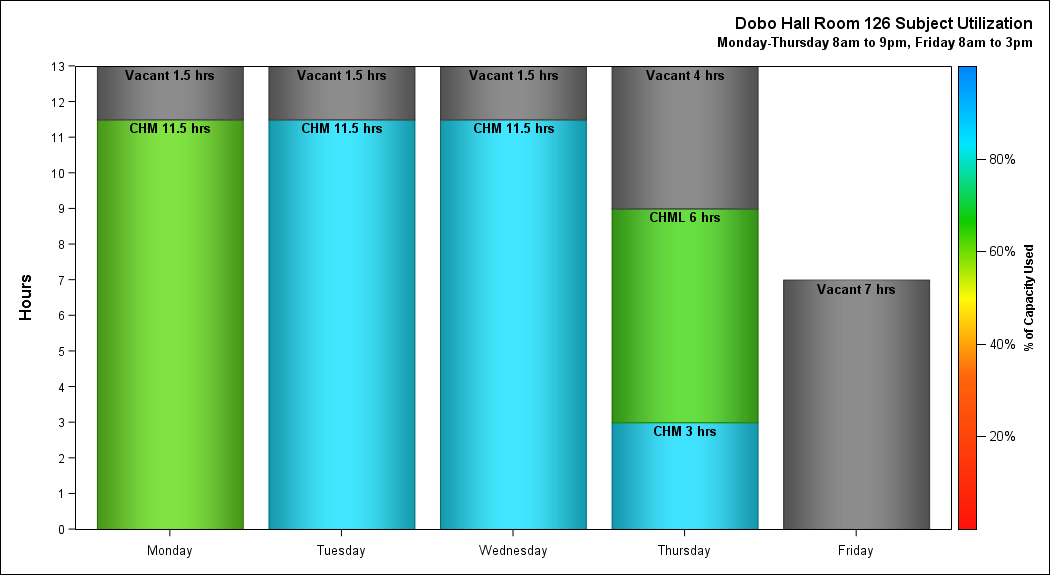 Dobo Hall Room 126 Subject Utilization
Monday-Thursday 8am to 9pm, Friday 8am to 3pm
13
12
11
10
9
8
7
6
5
4
3
2
1
0
Hours
Vacant 1.5 hrs
CHM 11.5 hrs
Vacant 1.5 hrs
CHM 11.5 hrs
Vacant 1.5 hrs
CHM 11.5 hrs
Vacant 4 hrs
CHML 6 hrs
CHM 3 hrs
Vacant 7 hrs
Monday
Tuesday
Wednesday
Thursday
Friday
80%
60%
40%
20%
% of Capacity Used